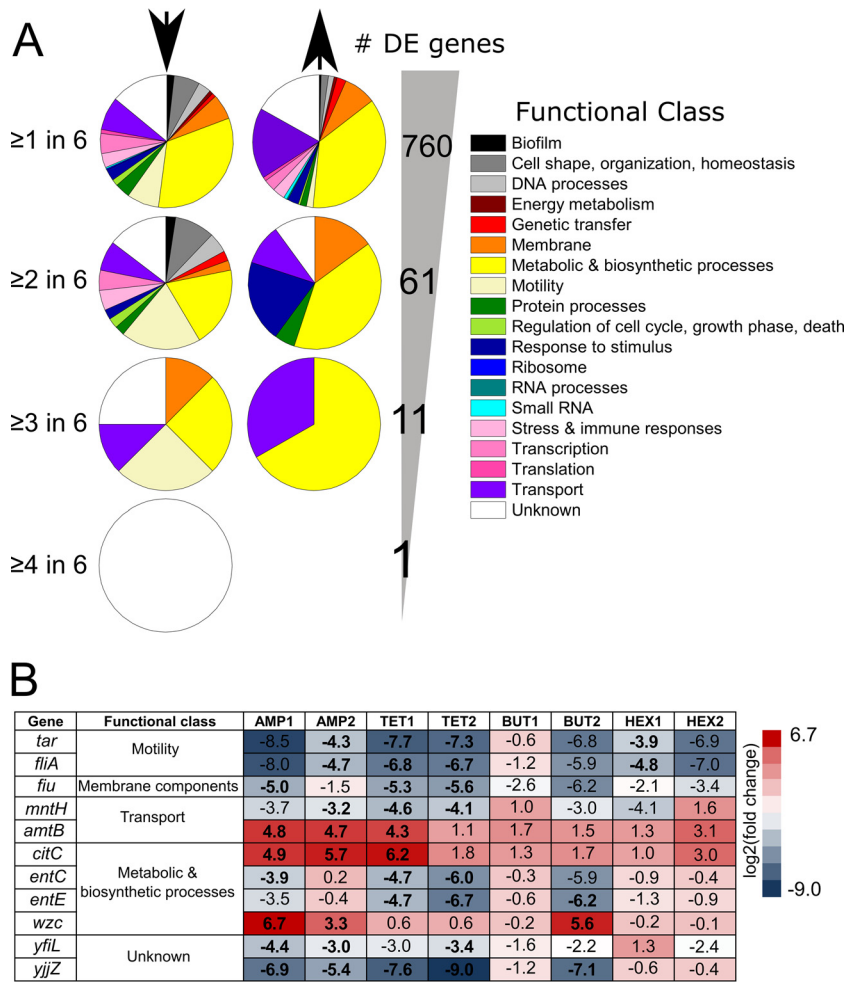 A
# DE genes
≥1 in 6
760
≥2 in 6
61
≥3 in 6
11
≥4 in 6
1
Functional Class
Biofilm
Cell shape, organization, homeostasis
DNA processes
Energy metabolism
Genetic transfer
Membrane
Metabolic & biosynthetic processes
Motility
Protein processes
Regulation of cell cycle, growth phase, death
Response to stimulus
Ribosome
RNA processes
Small RNA
Stress & immune responses
Transcription
Translation
Transport
Unknown
B
Gene Functional class AMP1 AMP2 TET1 TET2 BUT1 BUT2 HEX1 HEX2
tar Motility -8.5 -4.3 -7.7 -7.3 -0.6 -6.8 -3.9 -6.9
fliA -8.0 -4.7 -6.8 -6.7 -1.2 -5.9 -4.8 -7.0
fiu Membrane components -5.0 -1.5 -5.3 -5.6 -2.6 -6.2 -2.1 -3.4
mntH Transport -3.7 -3.2 -4.6 -4.1 1.0 -3.0 -4.1 1.6
amtB 4.8 4.7 4.3 1.1 1.7 1.5 1.3 3.1
citC Metabolic & biosynthetic processes 4.9 5.7 6.2 1.8 1.3 1.7 1.0 3.0
entC -3.9 0.2 -4.7 -6.0 -0.3 -5.9 -0.9 -0.4
entE -3.5 -0.4 -4.7 -6.7 -0.6 -6.2 -1.3 -0.9
wzc 6.7 3.3 0.6 0.6 -0.2 5.6 -0.2 -0.1
yfiL Unknown -4.4 -3.0 -3.0 -3.4 -1.6 -2.2 1.3 -2.4
yjjZ -6.9 -5.4 -7.6 -9.0 -1.2 -7.1 -0.6 -0.4
log2(fold change)
6.7
-9.0